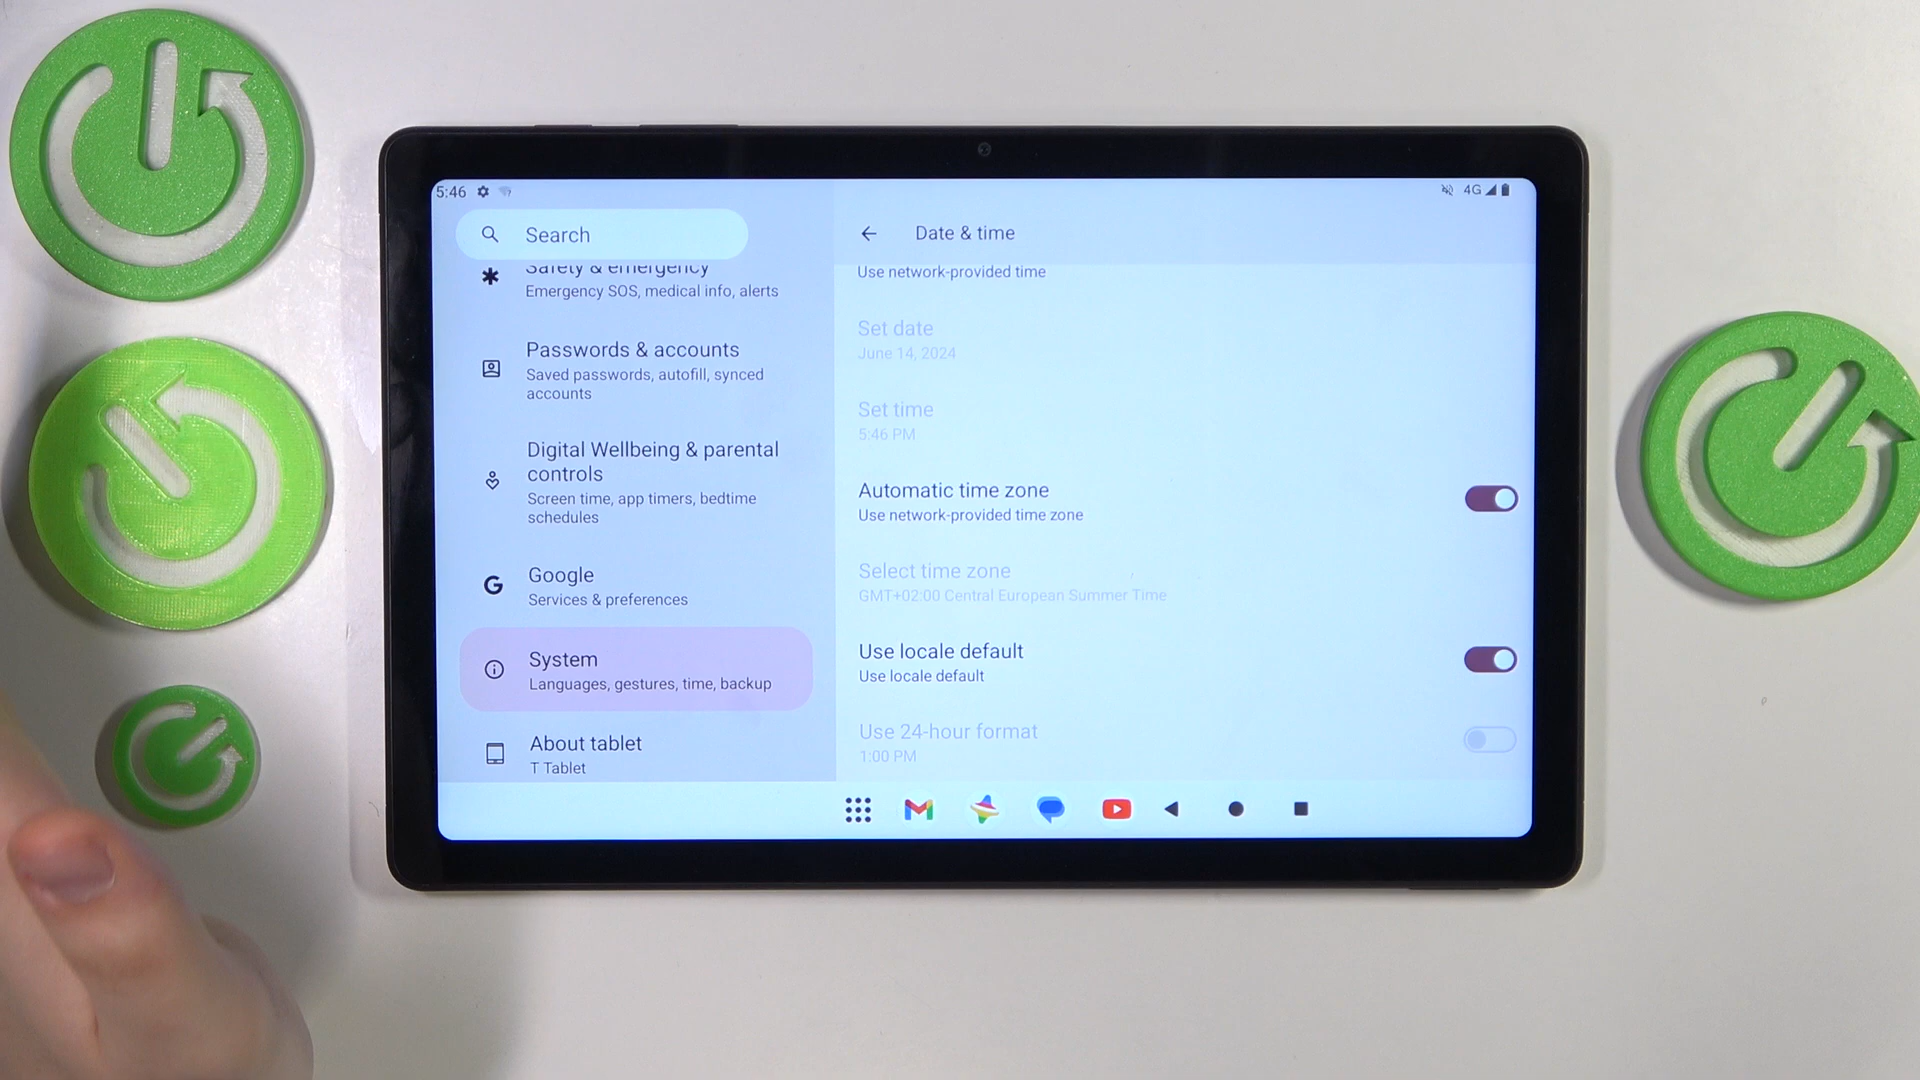 5:46
4G
Search
Safety & emergency
Emergency SOS, medical info, alerts
Passwords & accounts
Saved passwords, autofill, synced
accounts
Digital Wellbeing & parental
controls
Screen time, app timers, bedtime
schedules
Google
Services & preferences
System
Languages, gestures, time, backup
About tablet
T Tablet
Date & time
Use network-provided time
Set date
June 14, 2024
Set time
5:46 PM
Automatic time zone
Use network-provided time zone
Select time zone
GMT+02:00 Central European Summer Time
Use locale default
Use locale default
Use 24-hour format
1:00 PM